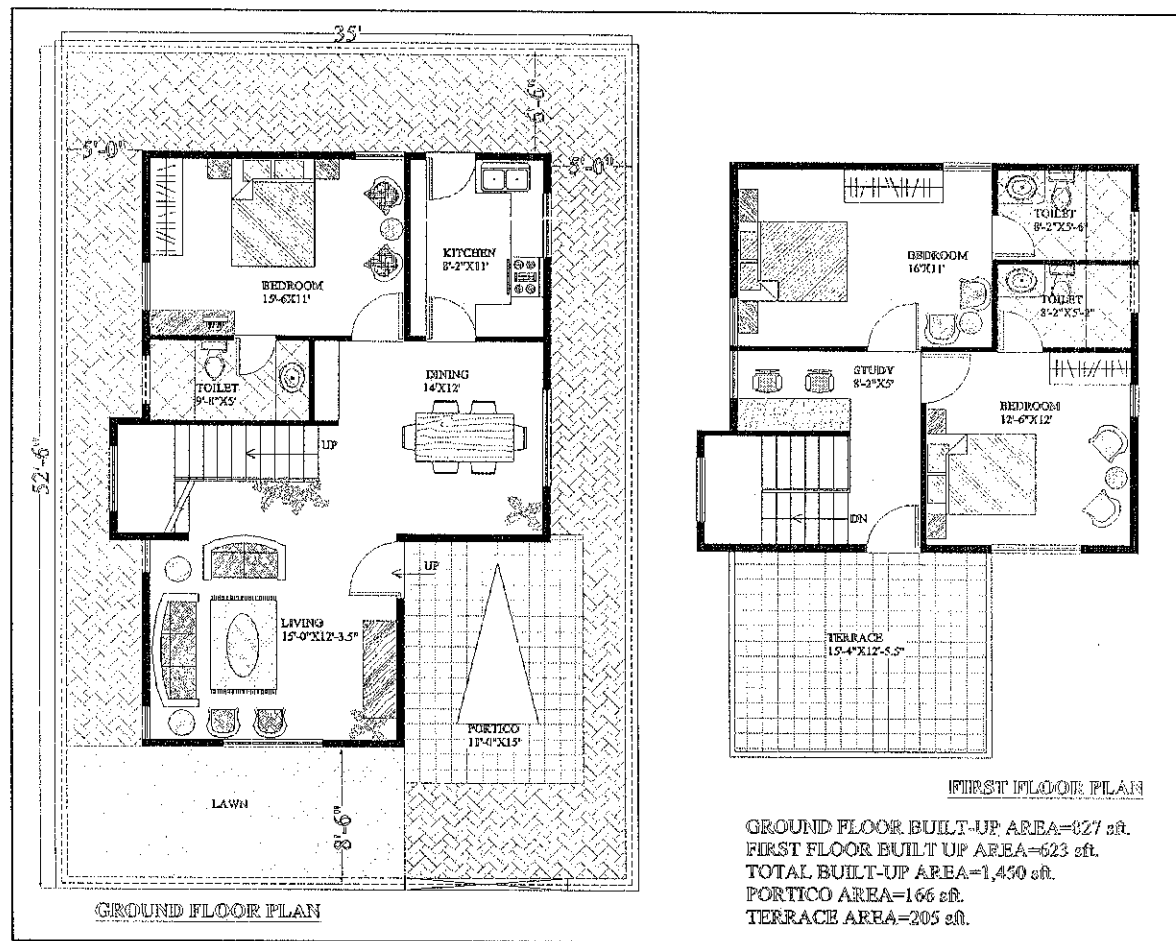 35'
5'-6"
5'-0"
5'-0"
52'-6"
BEDROOM
15'-6X11'
KITCHEN
8'-2"X11'
TOILET
9'-8"X5'
DINING
14'X12'
UP
UP
LIVING
15'-0"X12'-3.5"
PORTICO
11'-0"X15'
LAWN
8'-9"
GROUND FLOOR PLAN
BEDROOM
16'X11'
TOILET
8'-2"X5'-6"
TOILET
8'-2"X5'-2"
STUDY
8'-2"X5'
BEDROOM
12'-6"X12'
DN
TERRACE
15'-4"X12'-5.5"
FIRST FLOOR PLAN
GROUND FLOOR BUILT-UP AREA=827 sft.
FIRST FLOOR BUILT UP AREA=623 sft.
TOTAL BUILT-UP AREA=1,450 sft.
PORTICO AREA=166 sft.
TERRACE AREA=205 sft.